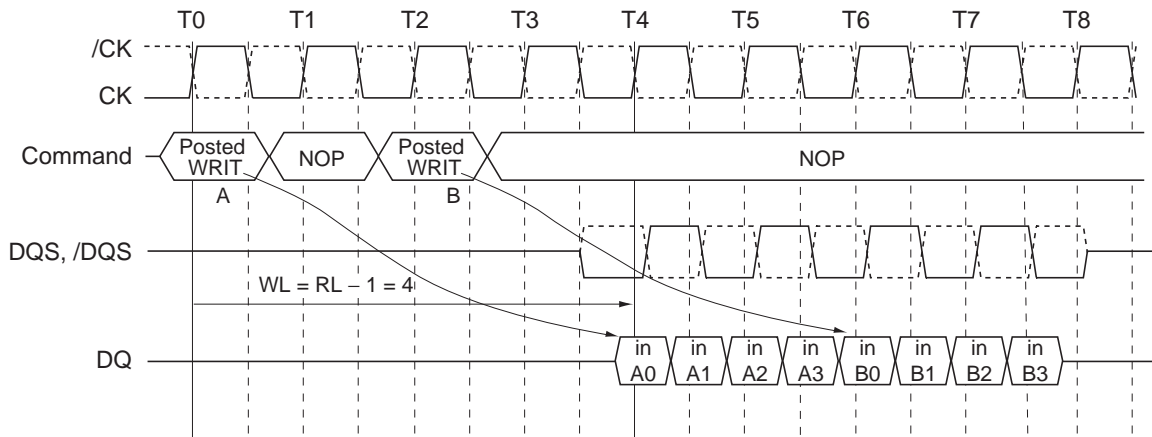 T0 T1 T2 T3 T4 T5 T6 T7 T8
/CK
CK
Command
Posted
WRIT
A
NOP
Posted
WRIT
B
NOP
DQS, /DQS
WL = RL − 1 = 4
DQ
in
A0
in
A1
in
A2
in
A3
in
B0
in
B1
in
B2
in
B3